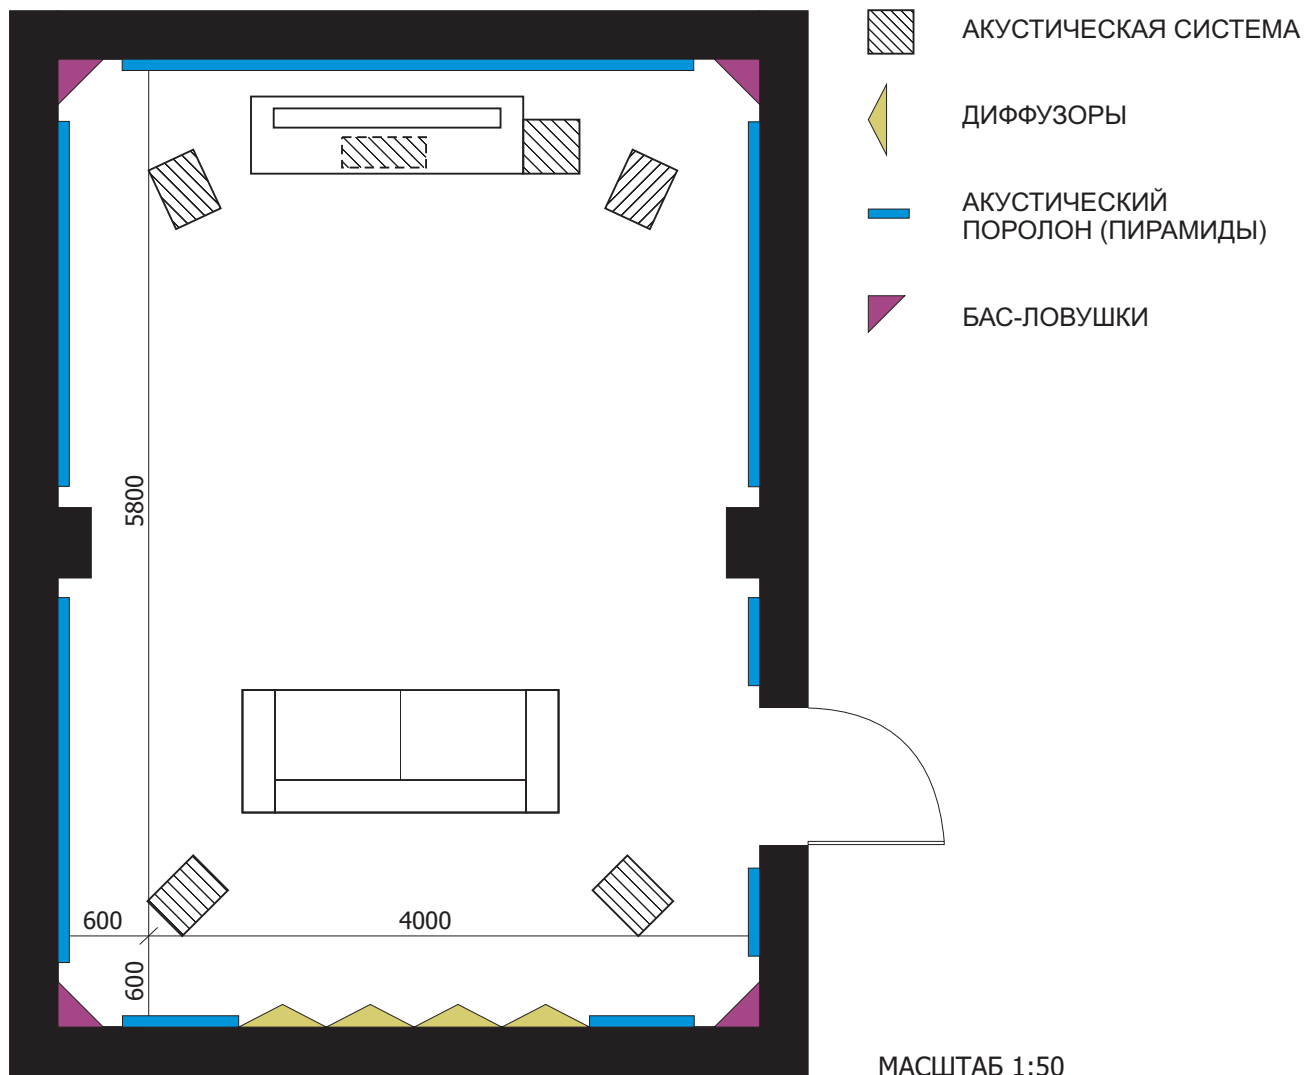 АКУСТИЧЕСКАЯ СИСТЕМА
ДИФФУЗОРЫ
АКУСТИЧЕСКИЙ
ПОРОЛОН (ПИРАМИДЫ)
БАС-ЛОВУШКИ
5800
600
4000
600
МАСШТАБ 1:50